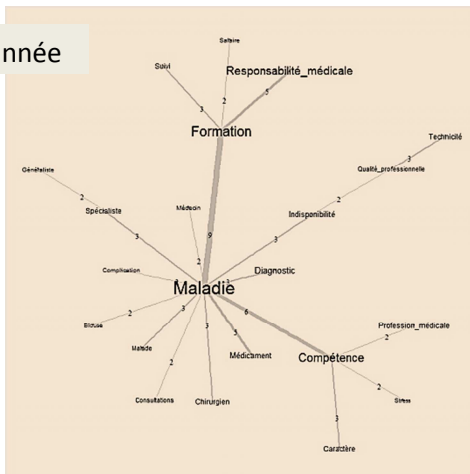 nnée
Salaire
Suivi
Responsabilité_médicale
5
3
2
Formation
Technicité
3
Généraliste
Qualité_professionnelle
2
2
Médecin
Spécialiste
Indisponibilité
3
9
3
2
Complication
Diagnostic
3
Maladie
6
3
Profession_médicale
2
2
3
5
Malade
Médicament
Compétence
2
2
Consultations
Chirurgien
Stress
3
Caractère